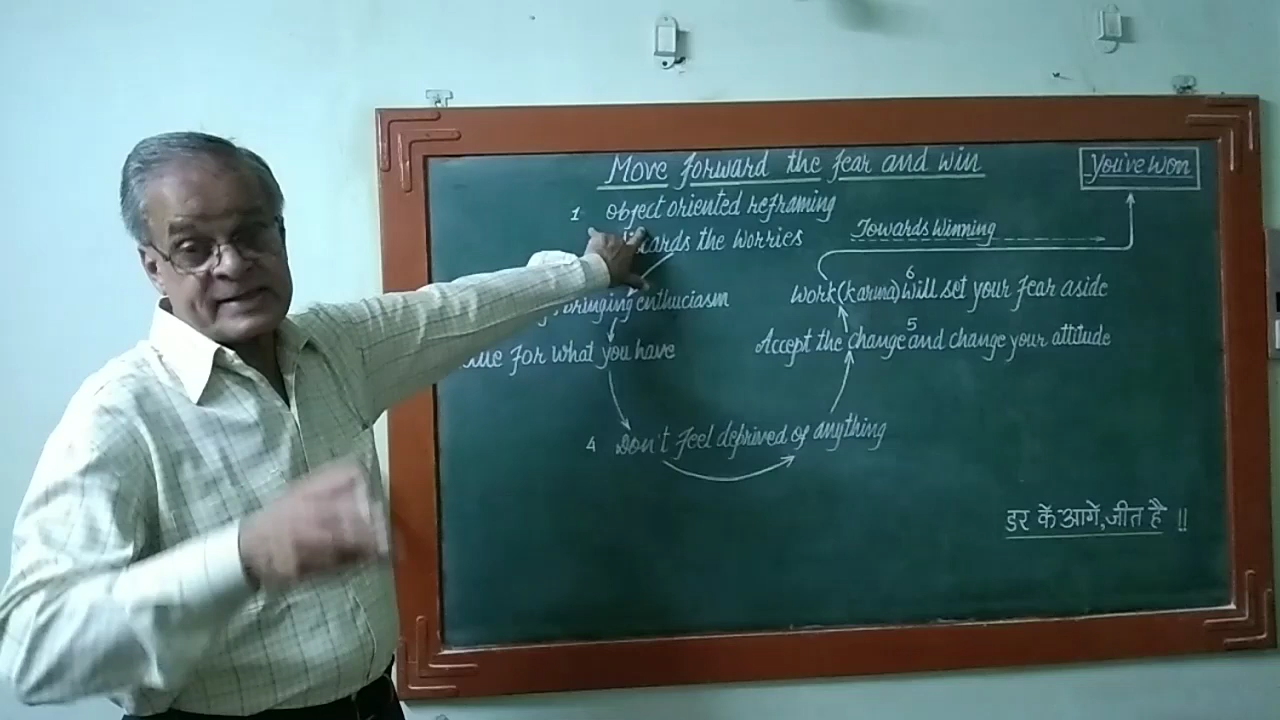 Move forward the fear and win
You've won
1 Object oriented reframing
the worries
Towards Winning
bringing enthuciasm
6
Work (karma) will set your fear aside
for what you have
5
Accept the change and change your attitude
4 Don't feel deprived of anything
डर के आगे, जीत है !!